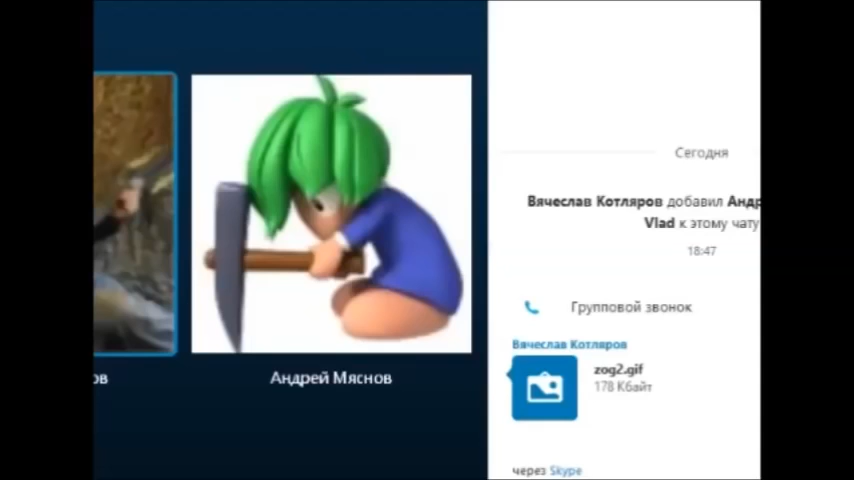 ов
Андрей Мяснов
Сегодня
Вячеслав Котляров добавил Андр
Vlad к этому чату
18:47
Групповой звонок
Вячеслав Котляров
zog2.gif
178 Кбайт
через Skype